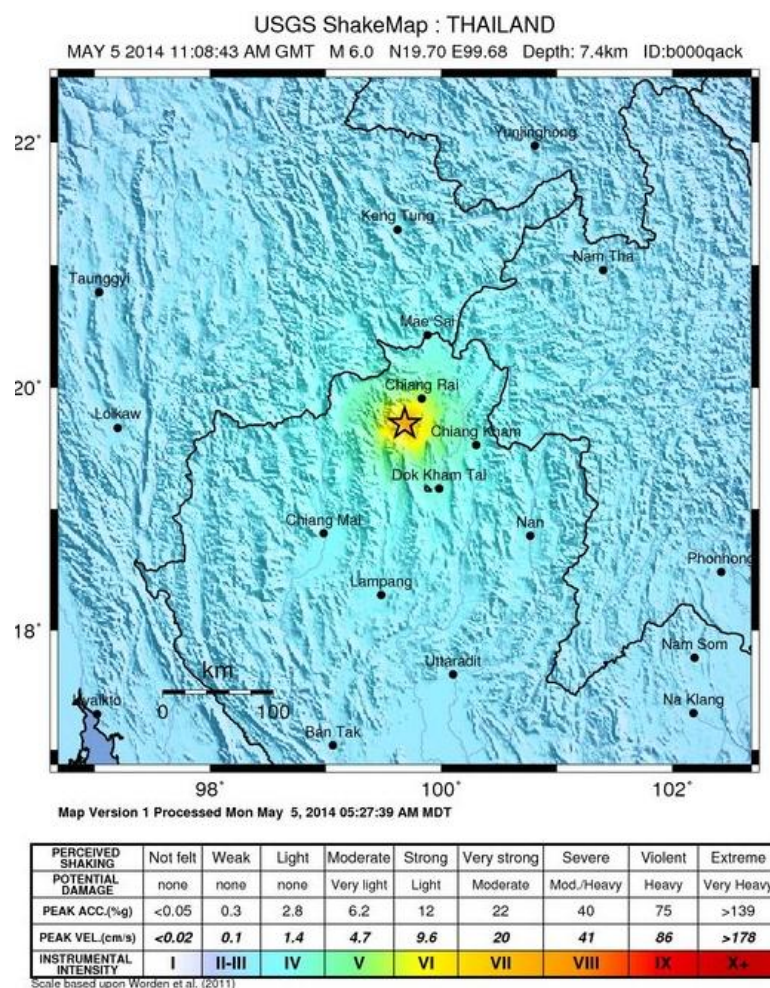 USGS ShakeMap : THAILAND
MAY 5 2014 11:08:43 AM GMT M 6.0 N19.70 E99.68 Depth: 7.4km ID:b000qack
22°
Yunjinghong
Keng Tung
Nam Tha
Taunggyi
Mae Sai
20°
Chiang Rai
Loikaw
Chiang Kham
Dok Kham Tai
Chiang Mai
Nan
Phonhong
Lampang
18°
Nam Som
km
Uttaradit
Kyaikto
0 100
Na Klang
Ban Tak
98° 100° 102°
Map Version 1 Processed Mon May 5, 2014 05:27:39 AM MDT
PERCEIVED SHAKING Not felt Weak Light Moderate Strong Very strong Severe Violent Extreme
POTENTIAL DAMAGE none none none Very light Light Moderate Mod./Heavy Heavy Very Heavy
PEAK ACC.(%g) <0.05 0.3 2.8 6.2 12 22 40 75 >139
PEAK VEL.(cm/s) <0.02 0.1 1.4 4.7 9.6 20 41 86 >178
INSTRUMENTAL INTENSITY I II-III IV V VI VII VIII IX X+
Scale based upon Worden et al. (2011)